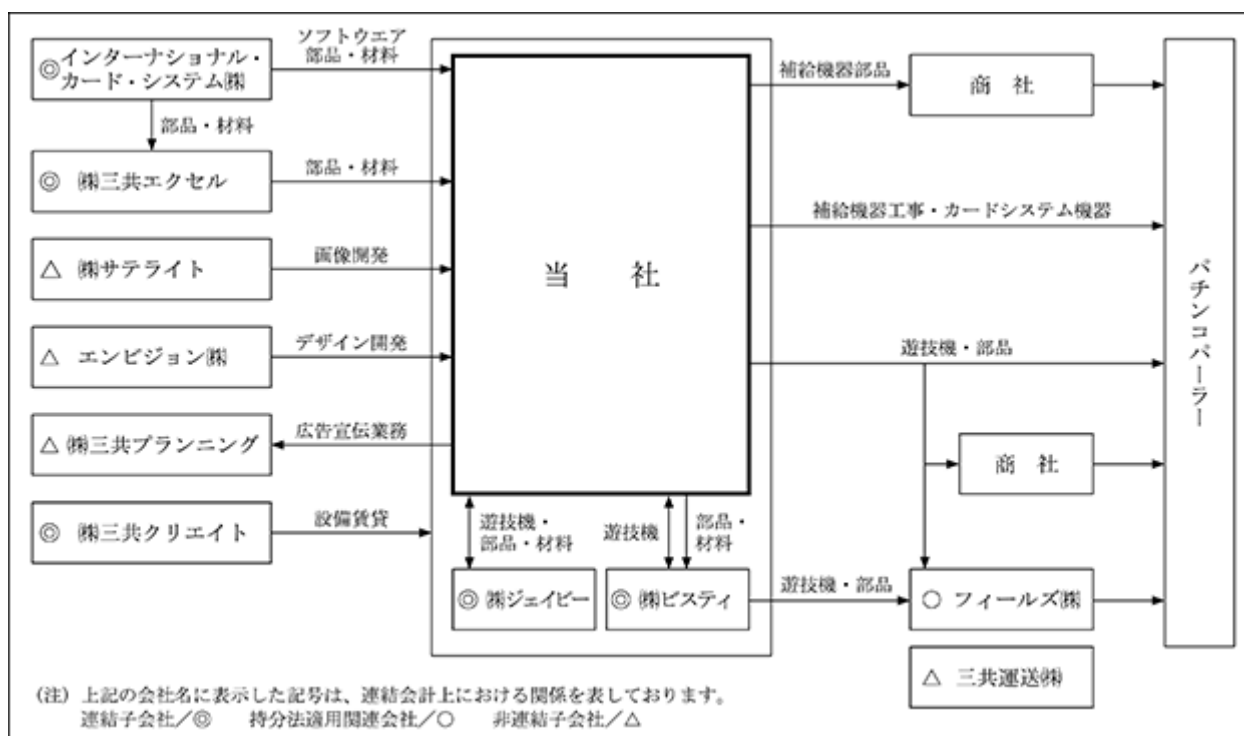 ◎インターナショナル・
カード・システム㈱
ソフトウエア
部品・材料
部品・材料
◎ ㈱三共エクセル
部品・材料
△ ㈱サテライト
画像開発
△ エンビジョン㈱
デザイン開発
△ ㈱三共プランニング
広告宣伝業務
◎ ㈱三共クリエイト
設備賃貸
当 社
遊技機・
部品・材料
遊技機
部品・
材料
◎ ㈱ジェイビー
◎ ㈱ビスティ
補給機器部品
商 社
補給機器工事・カードシステム機器
遊技機・部品
商 社
遊技機・部品
○ フィールズ㈱
△ 三共運送㈱
パチンコパーラー
(注) 上記の会社名に表示した記号は、連結会計上における関係を表しております。
連結子会社/◎ 持分法適用関連会社/○ 非連結子会社/△